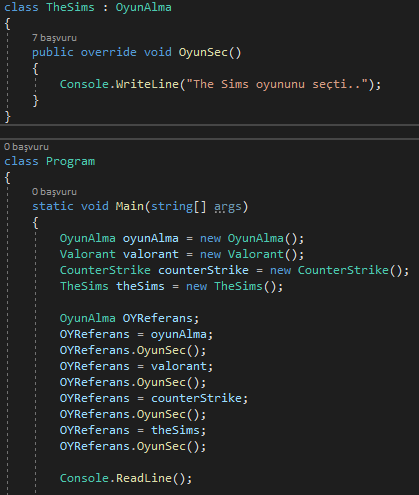 class TheSims : OyunAlma
{
7 başvuru
public override void OyunSec()
{
Console.WriteLine("The Sims oyununu seçti..");
}
}
0 başvuru
class Program
{
0 başvuru
static void Main(string[] args)
{
OyunAlma oyunAlma = new OyunAlma();
Valorant valorant = new Valorant();
CounterStrike counterStrike = new CounterStrike();
TheSims theSims = new TheSims();
OyunAlma OYReferans;
OYReferans = oyunAlma;
OYReferans.OyunSec();
OYReferans = valorant;
OYReferans.OyunSec();
OYReferans = counterStrike;
OYReferans.OyunSec();
OYReferans = theSims;
OYReferans.OyunSec();
Console.ReadLine();